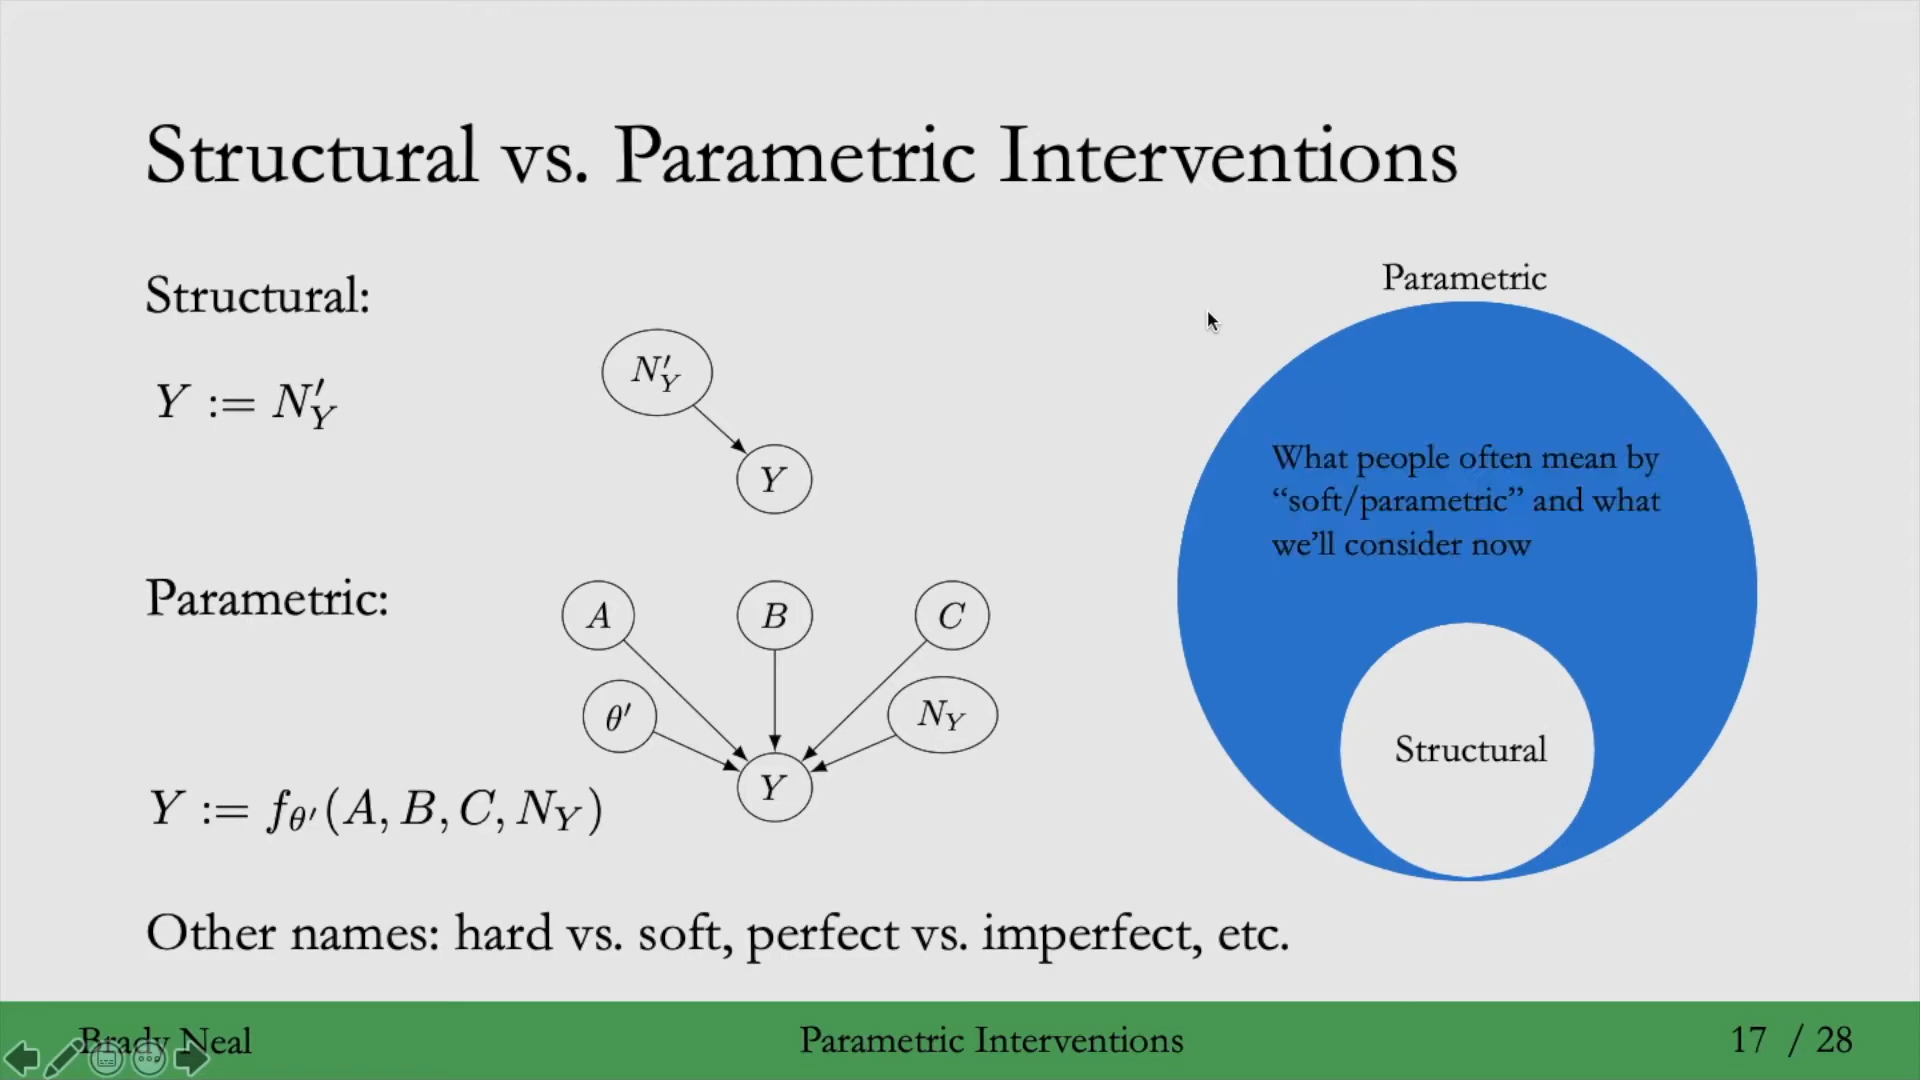 Structural vs. Parametric Interventions
Structural:
Y := N′_Y
N′_Y
Y
Parametric:
A
B
C
θ′
N_Y
Y
Y := f_θ′(A, B, C, N_Y)
Other names: hard vs. soft, perfect vs. imperfect, etc.
Parametric
What people often mean by
“soft/parametric” and what
we’ll consider now
Structural
Brady Neal
Parametric Interventions
17 / 28